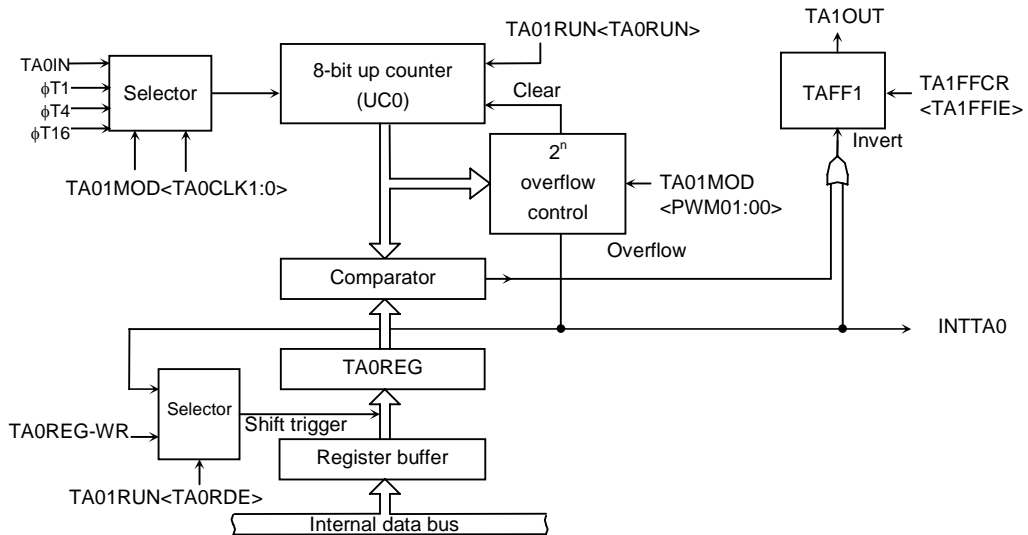 TA1OUT
TA01RUN<TA0RUN>
TA0IN
ϕT1
ϕT4
ϕT16
Selector
8-bit up counter
(UC0)
Clear
TAFF1
TA1FFCR
<TA1FFIE>
Invert
TA01MOD<TA0CLK1:0>
2ⁿ
overflow
control
TA01MOD
<PWM01:00>
Overflow
Comparator
INTTA0
TA0REG
Selector
Shift trigger
TA0REG-WR
Register buffer
TA01RUN<TA0RDE>
Internal data bus